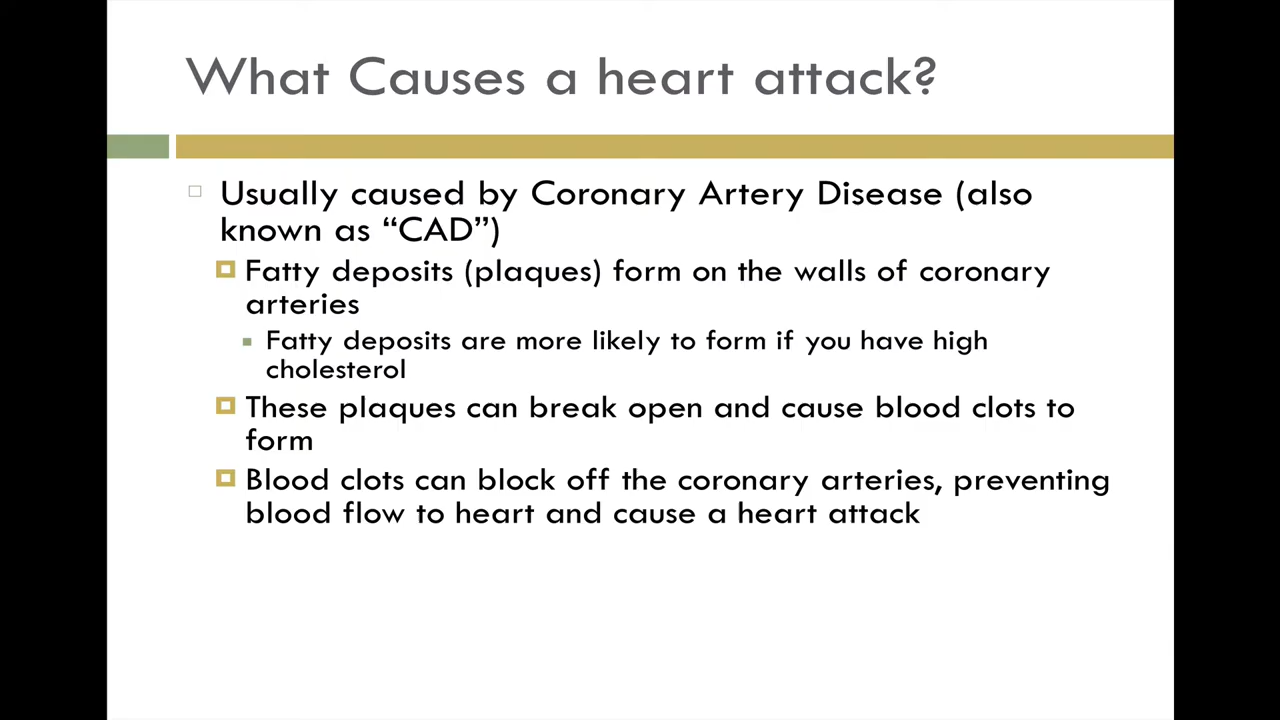 What Causes a heart attack?
Usually caused by Coronary Artery Disease (also
known as “CAD”)
Fatty deposits (plaques) form on the walls of coronary
arteries
Fatty deposits are more likely to form if you have high
cholesterol
These plaques can break open and cause blood clots to
form
Blood clots can block off the coronary arteries, preventing
blood flow to heart and cause a heart attack